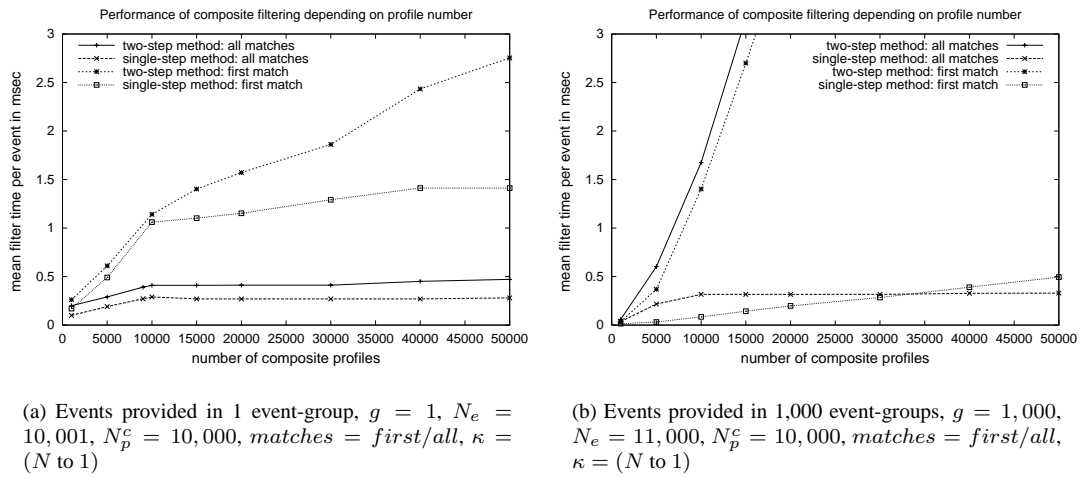 Performance of composite filtering depending on profile number
3
2.5
2
1.5
1
0.5
0
mean filter time per event in msec
two-step method: all matches
single-step method: all matches
two-step method: first match
single-step method: first match
0 5000 10000 15000 20000 25000 30000 35000 40000 45000 50000
number of composite profiles
(a) Events provided in 1 event-group, g = 1, N_e =
10,001, N_p^c = 10,000, matches = first/all, κ =
(N to 1)
Performance of composite filtering depending on profile number
3
2.5
2
1.5
1
0.5
0
mean filter time per event in msec
two-step method: all matches
single-step method: all matches
two-step method: first match
single-step method: first match
0 5000 10000 15000 20000 25000 30000 35000 40000 45000 50000
number of composite profiles
(b) Events provided in 1,000 event-groups, g = 1,000,
N_e = 11,000, N_p^c = 10,000, matches = first/all,
κ = (N to 1)